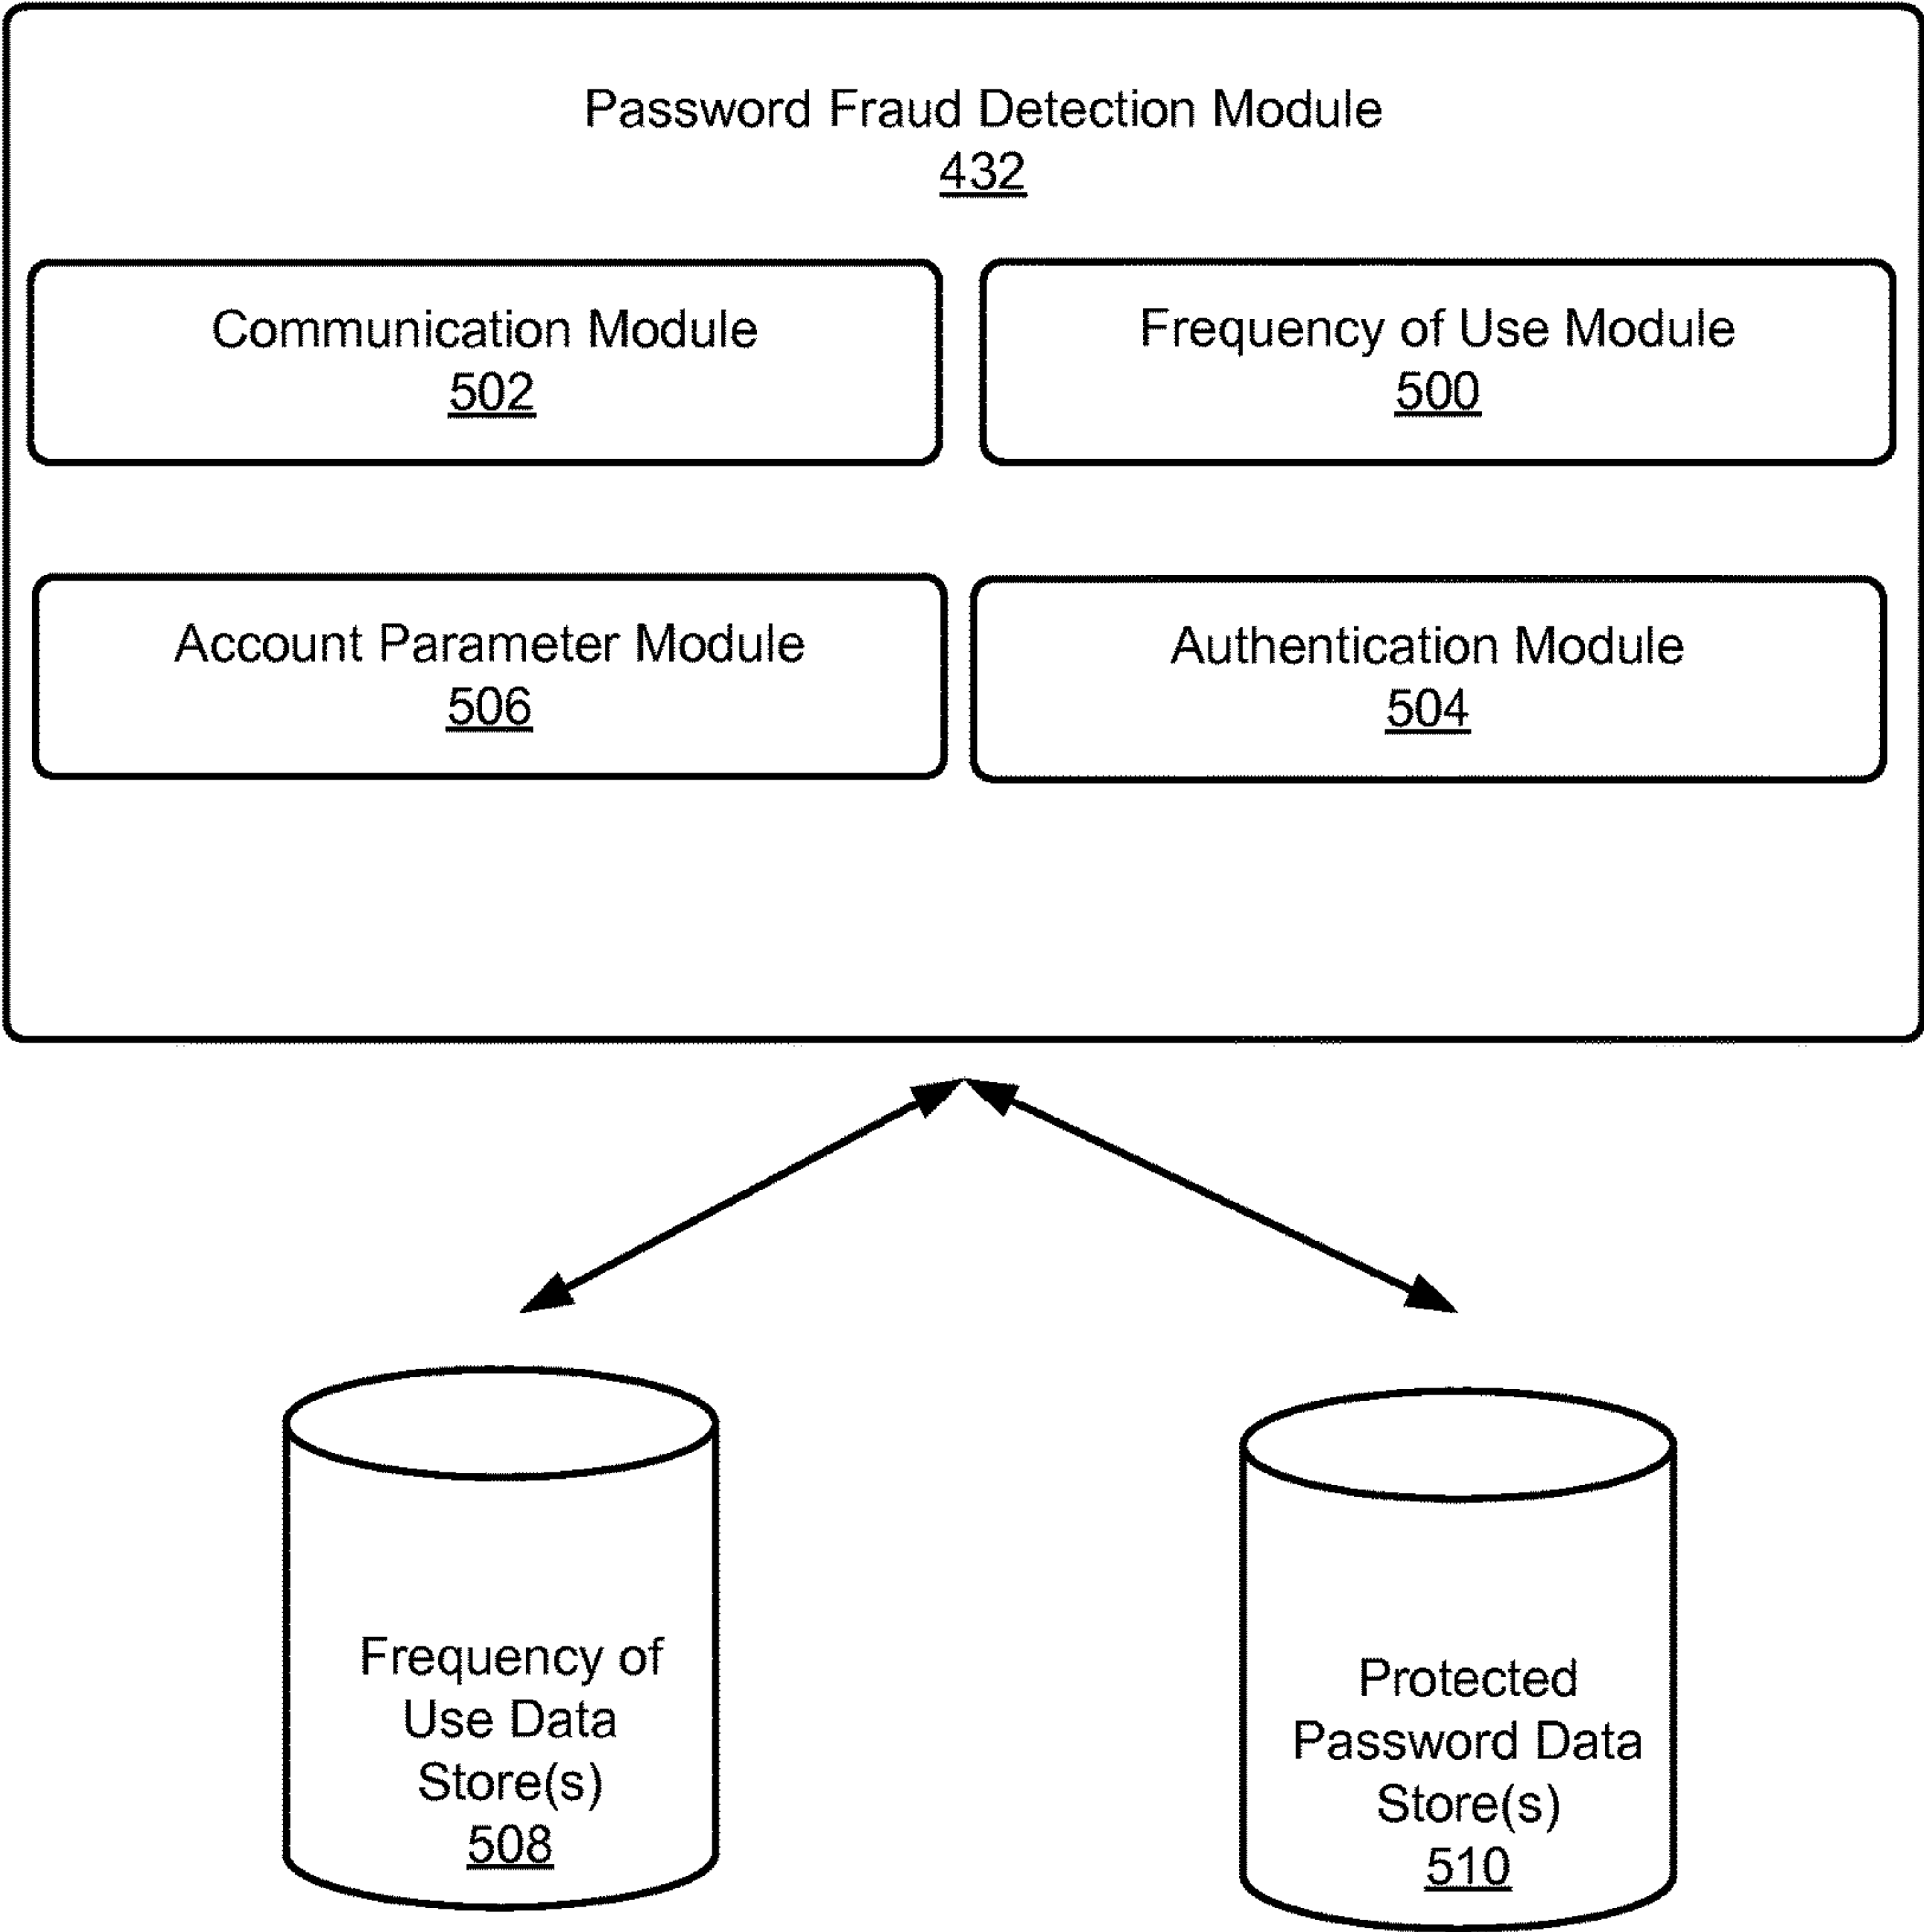 Password Fraud Detection Module
432
Communication Module
502
Frequency of Use Module
500
Account Parameter Module
506
Authentication Module
504
Frequency of
Use Data
Store(s)
508
Protected
Password Data
Store(s)
510